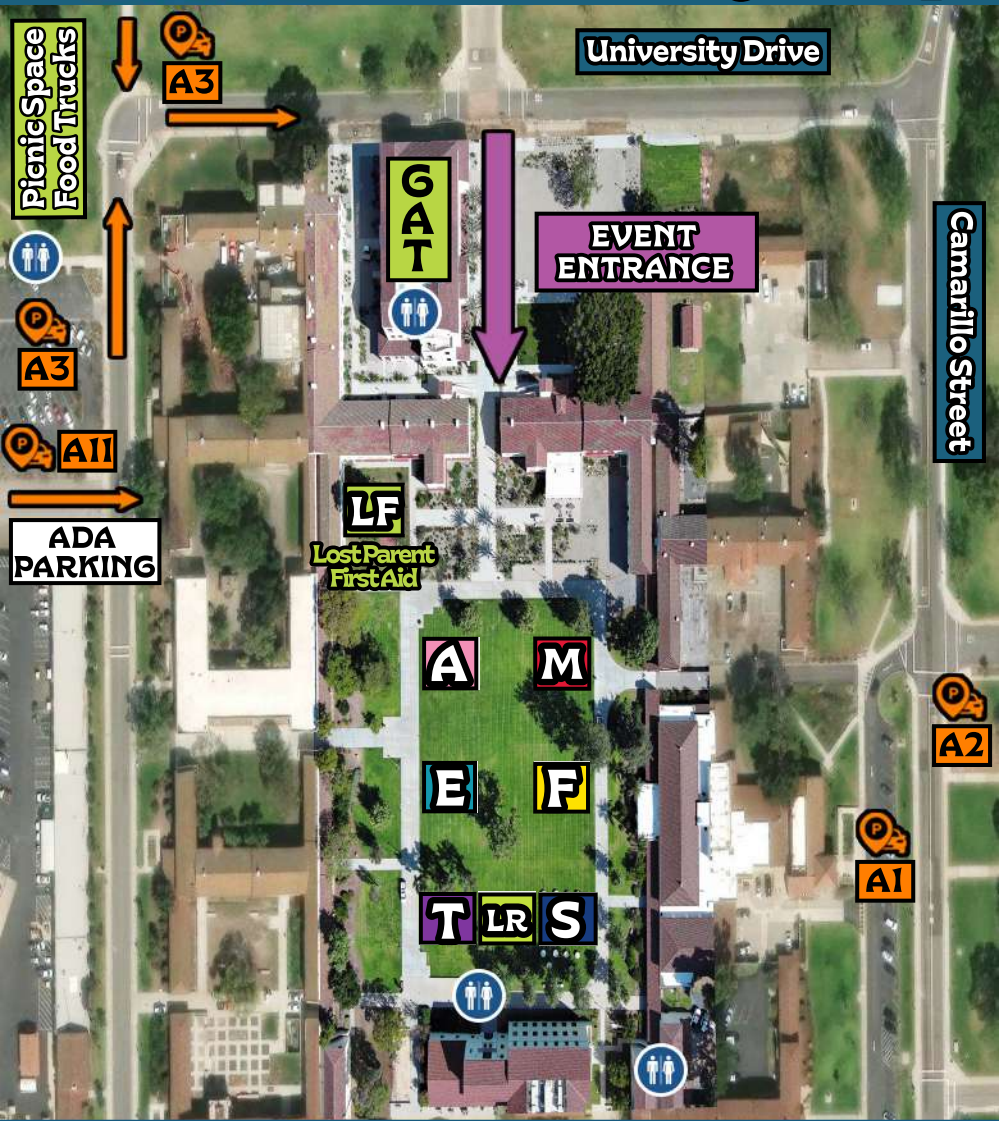 Picnic Space
Food Trucks
P
A3
University Drive
G
A
T
EVENT
ENTRANCE
Camarillo Street
P
A3
P
A11
ADA
PARKING
LF
Lost Parent
First Aid
A
M
E
F
T
LR
S
P
A2
P
A1